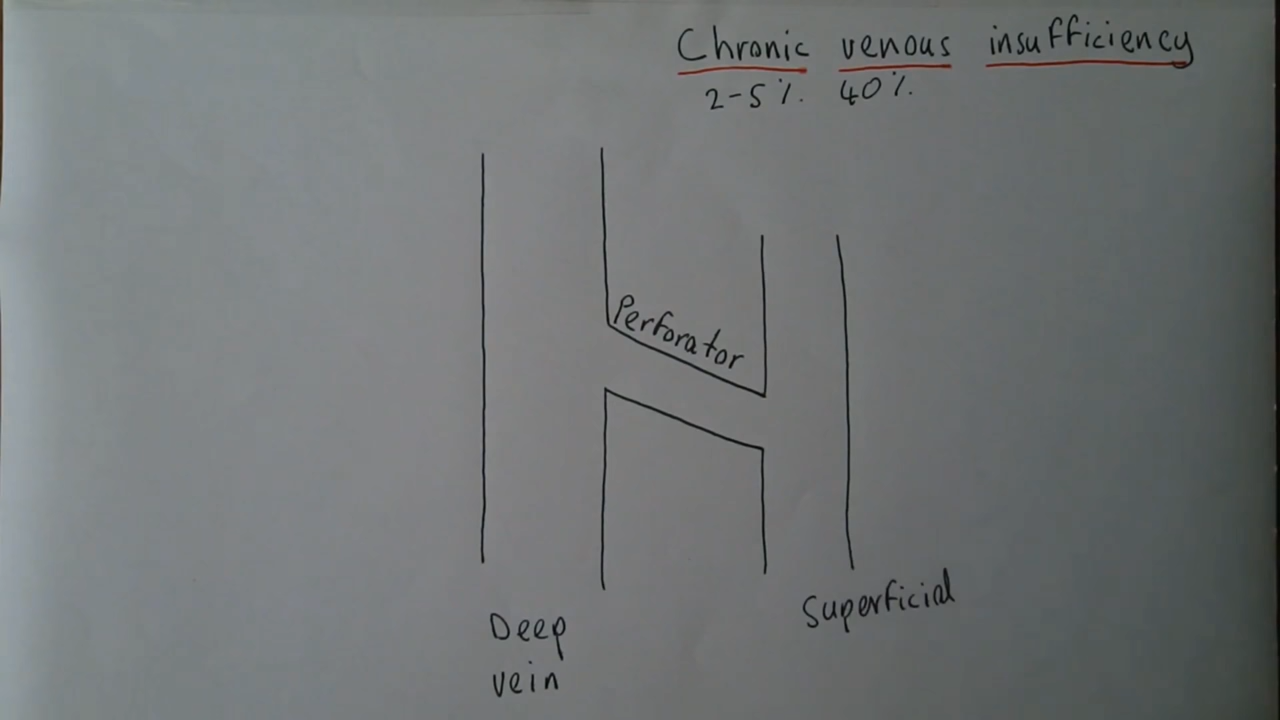 Chronic venous insufficiency
2-5%. 40%.
Perforator
Superficial
Deep
vein